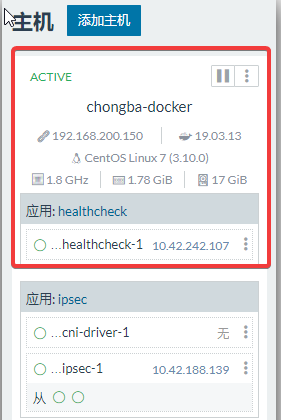 主机 添加主机
ACTIVE
chongba-docker
192.168.200.150 19.03.13
CentOS Linux 7 (3.10.0)
1.8 GHz 1.78 GiB 17 GiB
应用: healthcheck
...healthcheck-1 10.42.242.107
应用: ipsec
...cni-driver-1 无
...ipsec-1 10.42.188.139
从